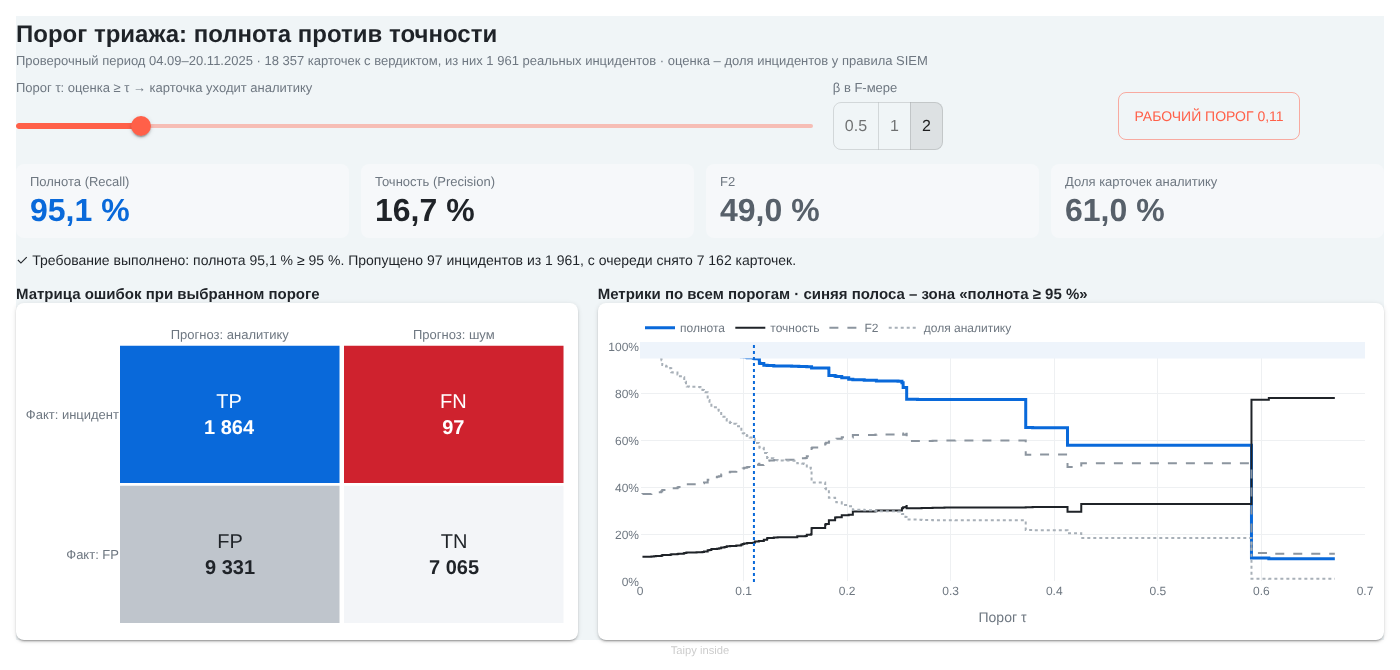 Порог триажа: полнота против точности
Проверочный период 04.09–20.11.2025 · 18 357 карточек с вердиктом, из них 1 961 реальных инцидентов · оценка – доля инцидентов у правила SIEM
Порог τ: оценка ≥ τ → карточка уходит аналитику
β в F-мере
0.5 1 2
РАБОЧИЙ ПОРОГ 0,11
Полнота (Recall)
95,1 %
Точность (Precision)
16,7 %
F2
49,0 %
Доля карточек аналитику
61,0 %
✓ Требование выполнено: полнота 95,1 % ≥ 95 %. Пропущено 97 инцидентов из 1 961, с очереди снято 7 162 карточек.
Матрица ошибок при выбранном пороге
Прогноз: аналитику Прогноз: шум
Факт: инцидент
TP
1 864
FN
97
Факт: FP
FP
9 331
TN
7 065
Метрики по всем порогам · синяя полоса – зона «полнота ≥ 95 %»
полнота точность F2 доля аналитику
100%
80%
60%
40%
20%
0%
0 0.1 0.2 0.3 0.4 0.5 0.6 0.7
Порог τ
Taipy inside